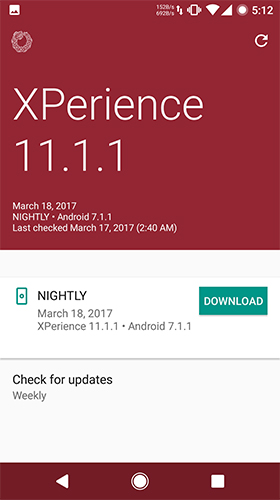 152B/s
692B/s
5:12
XPerience
11.1.1
March 18, 2017
NIGHTLY • Android 7.1.1
Last checked March 17, 2017 (2:40 AM)
NIGHTLY
DOWNLOAD
March 18, 2017
XPerience 11.1.1 • Android 7.1.1
Check for updates
Weekly